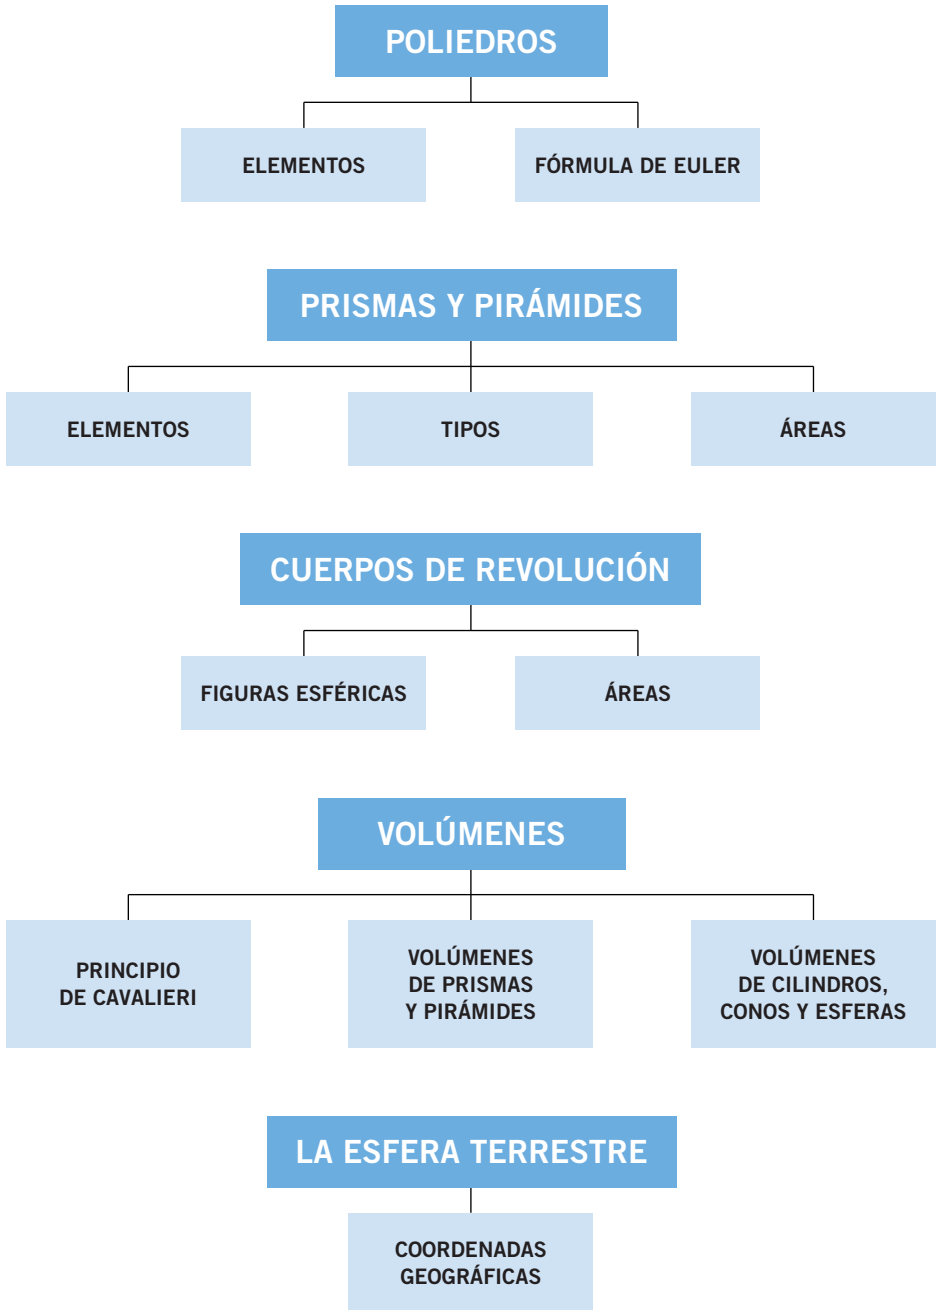 POLIEDROS
ELEMENTOS
FÓRMULA DE EULER
PRISMAS Y PIRÁMIDES
ELEMENTOS
TIPOS
ÁREAS
CUERPOS DE REVOLUCIÓN
FIGURAS ESFÉRICAS
ÁREAS
VOLÚMENES
PRINCIPIO
DE CAVALIERI
VOLÚMENES
DE PRISMAS
Y PIRÁMIDES
VOLÚMENES
DE CILINDROS,
CONOS Y ESFERAS
LA ESFERA TERRESTRE
COORDENADAS
GEOGRÁFICAS